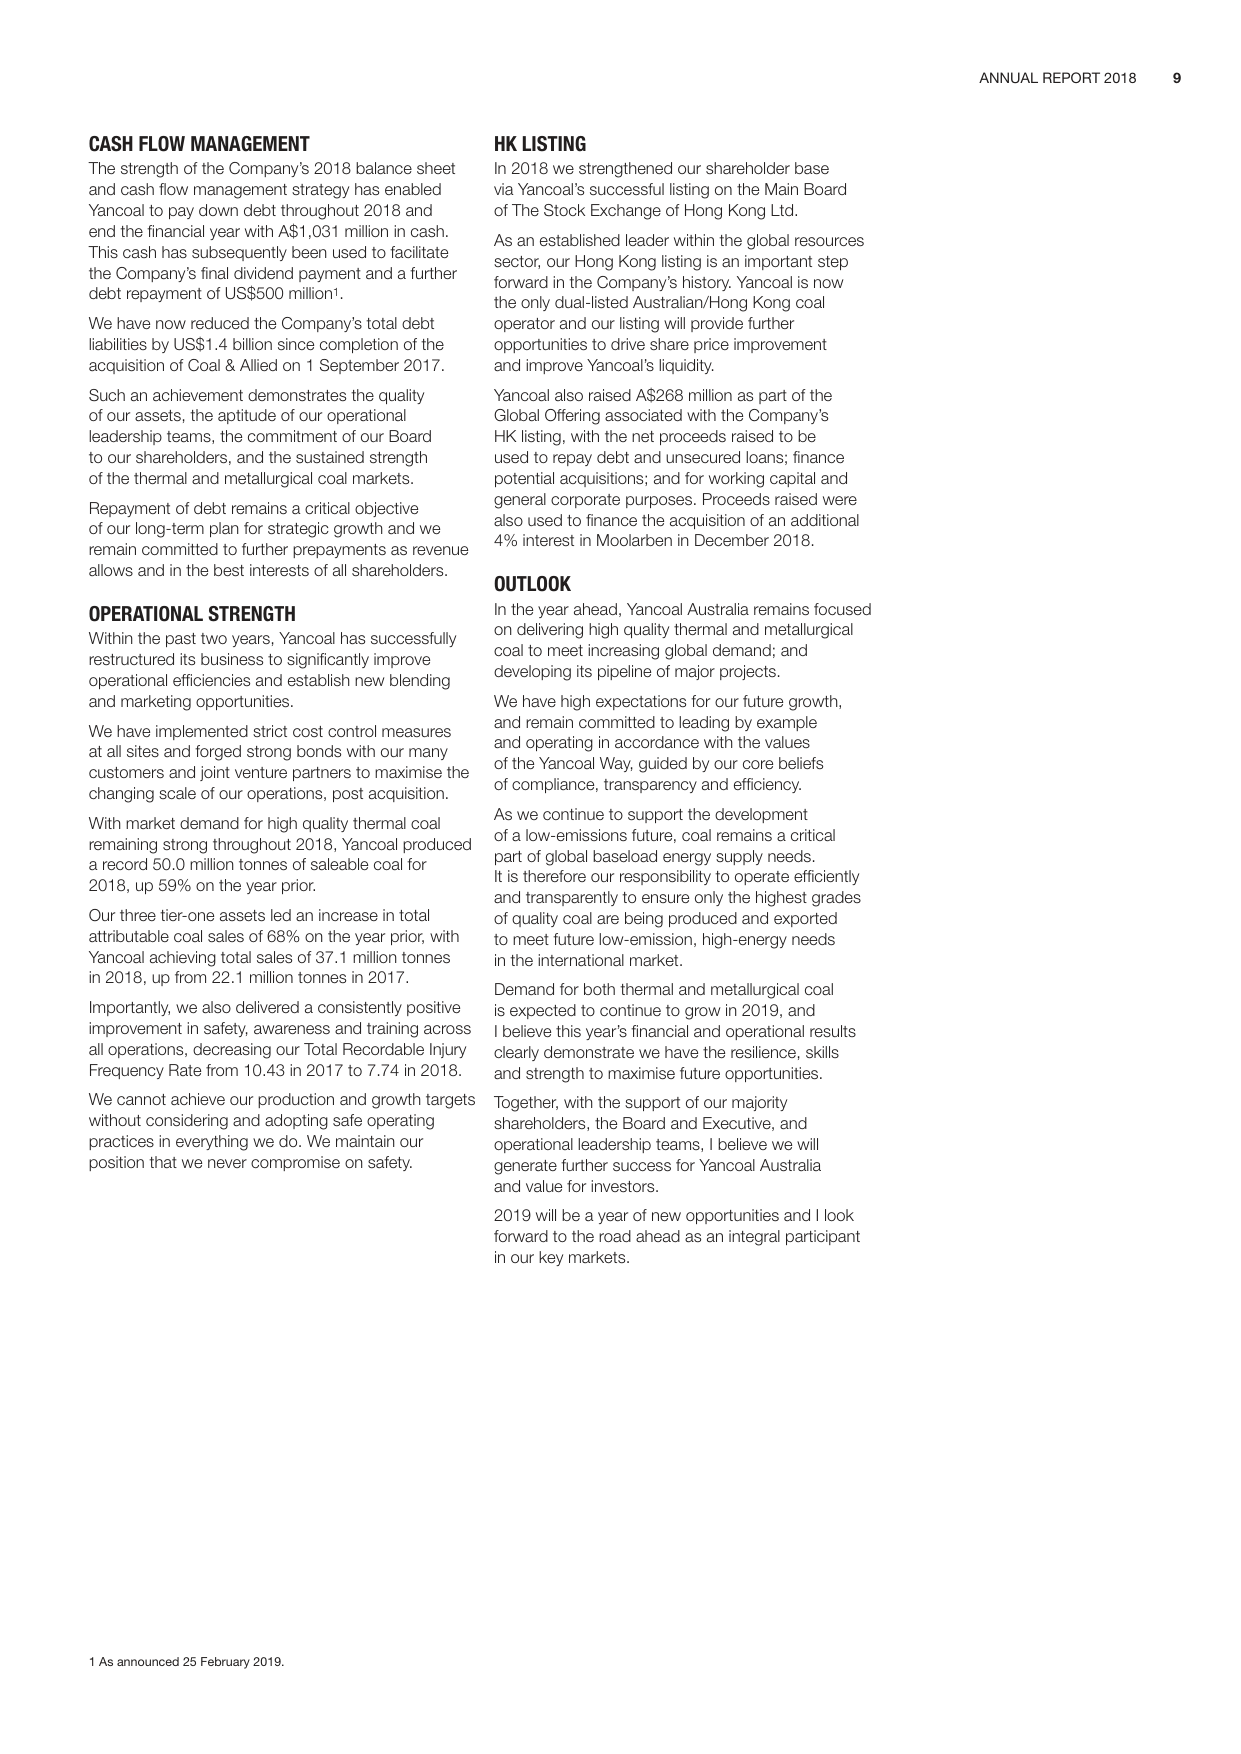 ANNUAL REPORT 2018 9
CASH FLOW MANAGEMENT
The strength of the Company's 2018 balance sheet
and cash flow management strategy has enabled
Yancoal to pay down debt throughout 2018 and
end the financial year with A$1,031 million in cash.
This cash has subsequently been used to facilitate
the Company's final dividend payment and a further
debt repayment of US$500 million1.
We have now reduced the Company's total debt
liabilities by US$1.4 billion since completion of the
acquisition of Coal & Allied on 1 September 2017.
Such an achievement demonstrates the quality
of our assets, the aptitude of our operational
leadership teams, the commitment of our Board
to our shareholders, and the sustained strength
of the thermal and metallurgical coal markets.
Repayment of debt remains a critical objective
of our long-term plan for strategic growth and we
remain committed to further prepayments as revenue
allows and in the best interests of all shareholders.
OPERATIONAL STRENGTH
Within the past two years, Yancoal has successfully
restructured its business to significantly improve
operational efficiencies and establish new blending
and marketing opportunities.
We have implemented strict cost control measures
at all sites and forged strong bonds with our many
customers and joint venture partners to maximise the
changing scale of our operations, post acquisition.
With market demand for high quality thermal coal
remaining strong throughout 2018, Yancoal produced
a record 50.0 million tonnes of saleable coal for
2018, up 59% on the year prior.
Our three tier-one assets led an increase in total
attributable coal sales of 68% on the year prior, with
Yancoal achieving total sales of 37.1 million tonnes
in 2018, up from 22.1 million tonnes in 2017.
Importantly, we also delivered a consistently positive
improvement in safety, awareness and training across
all operations, decreasing our Total Recordable Injury
Frequency Rate from 10.43 in 2017 to 7.74 in 2018.
We cannot achieve our production and growth targets
without considering and adopting safe operating
practices in everything we do. We maintain our
position that we never compromise on safety.
HK LISTING
In 2018 we strengthened our shareholder base
via Yancoal's successful listing on the Main Board
of The Stock Exchange of Hong Kong Ltd.
As an established leader within the global resources
sector, our Hong Kong listing is an important step
forward in the Company's history. Yancoal is now
the only dual-listed Australian/Hong Kong coal
operator and our listing will provide further
opportunities to drive share price improvement
and improve Yancoal's liquidity.
Yancoal also raised A$268 million as part of the
Global Offering associated with the Company's
HK listing, with the net proceeds raised to be
used to repay debt and unsecured loans; finance
potential acquisitions; and for working capital and
general corporate purposes. Proceeds raised were
also used to finance the acquisition of an additional
4% interest in Moolarben in December 2018.
OUTLOOK
In the year ahead, Yancoal Australia remains focused
on delivering high quality thermal and metallurgical
coal to meet increasing global demand; and
developing its pipeline of major projects.
We have high expectations for our future growth,
and remain committed to leading by example
and operating in accordance with the values
of the Yancoal Way, guided by our core beliefs
of compliance, transparency and efficiency.
As we continue to support the development
of a low-emissions future, coal remains a critical
part of global baseload energy supply needs.
It is therefore our responsibility to operate efficiently
and transparently to ensure only the highest grades
of quality coal are being produced and exported
to meet future low-emission, high-energy needs
in the international market.
Demand for both thermal and metallurgical coal
is expected to continue to grow in 2019, and
I believe this year's financial and operational results
clearly demonstrate we have the resilience, skills
and strength to maximise future opportunities.
Together, with the support of our majority
shareholders, the Board and Executive, and
operational leadership teams, I believe we will
generate further success for Yancoal Australia
and value for investors.
2019 will be a year of new opportunities and I look
forward to the road ahead as an integral participant
in our key markets.
1 As announced 25 February 2019.